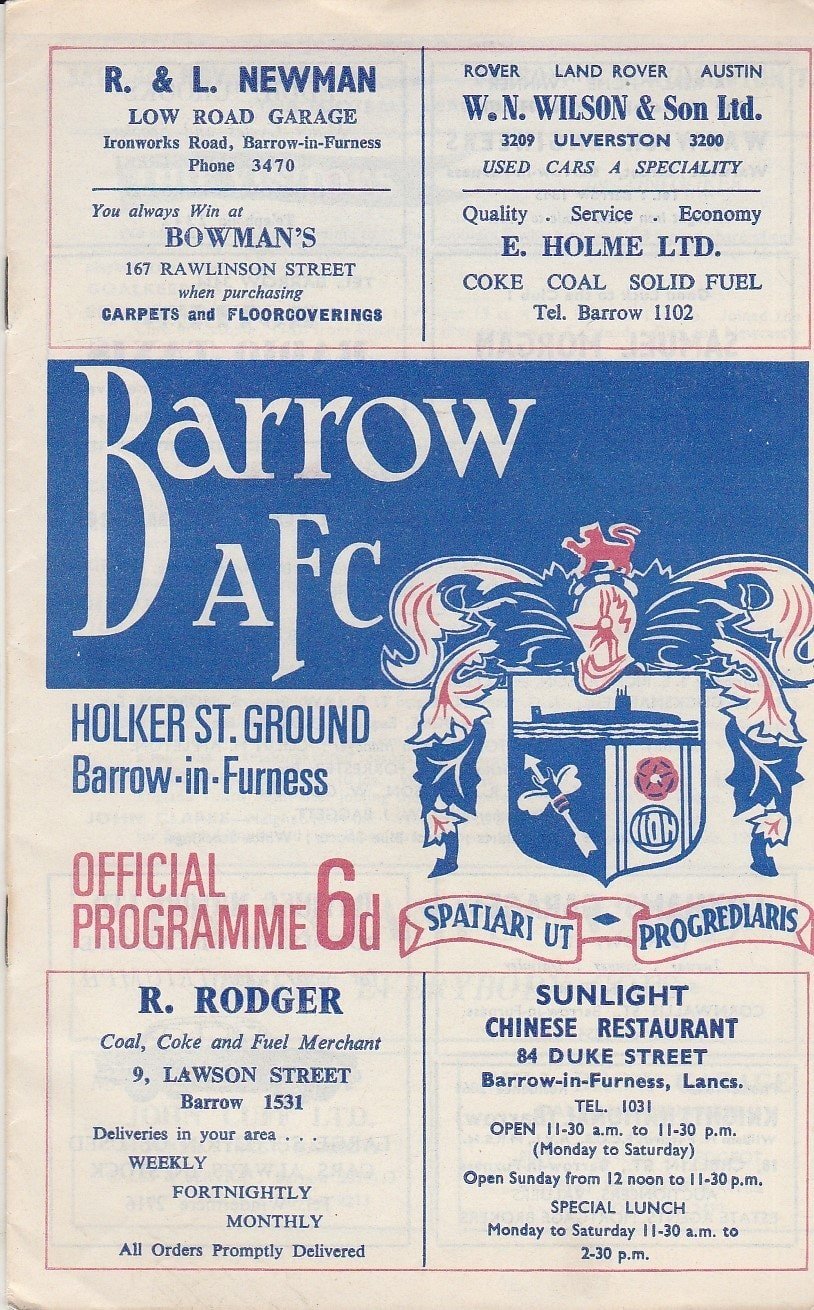 R. & L. NEWMAN
LOW ROAD GARAGE
Ironworks Road, Barrow-in-Furness
Phone 3470
You always Win at
BOWMAN'S
167 RAWLINSON STREET
when purchasing
CARPETS and FLOORCOVERINGS
ROVER LAND ROVER AUSTIN
W. N. WILSON & Son Ltd.
3209 ULVERSTON 3200
USED CARS A SPECIALITY
Quality . Service . Economy
E. HOLME LTD.
COKE COAL SOLID FUEL
Tel. Barrow 1102
Barrow
AFC
HOLKER ST. GROUND
Barrow-in-Furness
OFFICIAL
PROGRAMME 6d
SPATIARI UT PROGREDIARIS
R. RODGER
Coal, Coke and Fuel Merchant
9, LAWSON STREET
Barrow 1531
Deliveries in your area . . .
WEEKLY
FORTNIGHTLY
MONTHLY
All Orders Promptly Delivered
SUNLIGHT
CHINESE RESTAURANT
84 DUKE STREET
Barrow-in-Furness, Lancs.
TEL. 1031
OPEN 11-30 a.m. to 11-30 p.m.
(Monday to Saturday)
Open Sunday from 12 noon to 11-30 p.m.
SPECIAL LUNCH
Monday to Saturday 11-30 a.m. to
2-30 p.m.